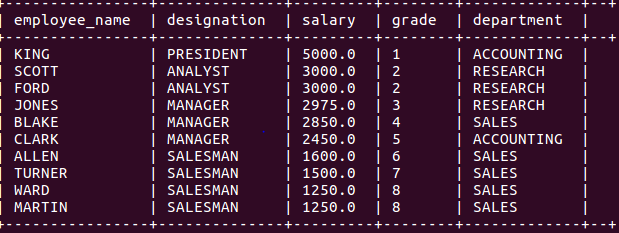 +----------------+--------------+---------+--------+-------------+--+
| employee_name | designation | salary | grade | department |
+----------------+--------------+---------+--------+-------------+--+
| KING | PRESIDENT | 5000.0 | 1 | ACCOUNTING |
| SCOTT | ANALYST | 3000.0 | 2 | RESEARCH |
| FORD | ANALYST | 3000.0 | 2 | RESEARCH |
| JONES | MANAGER | 2975.0 | 3 | RESEARCH |
| BLAKE | MANAGER | 2850.0 | 4 | SALES |
| CLARK | MANAGER | 2450.0 | 5 | ACCOUNTING |
| ALLEN | SALESMAN | 1600.0 | 6 | SALES |
| TURNER | SALESMAN | 1500.0 | 7 | SALES |
| WARD | SALESMAN | 1250.0 | 8 | SALES |
| MARTIN | SALESMAN | 1250.0 | 8 | SALES |
+----------------+--------------+---------+--------+-------------+--+